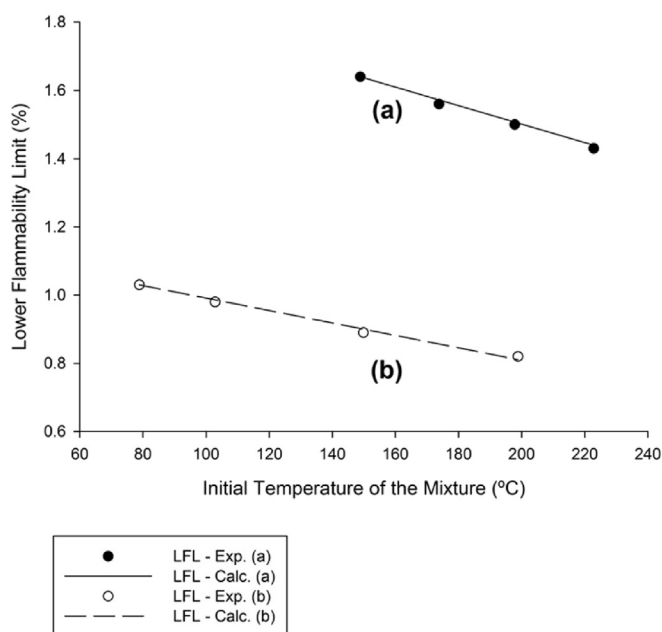 1.8
1.6
1.4
1.2
1.0
0.8
0.6
Lower Flammability Limit (%)
(a)
(b)
60 80 100 120 140 160 180 200 220 240
Initial Temperature of the Mixture (ºC)
LFL - Exp. (a)
LFL - Calc. (a)
LFL - Exp. (b)
LFL - Calc. (b)